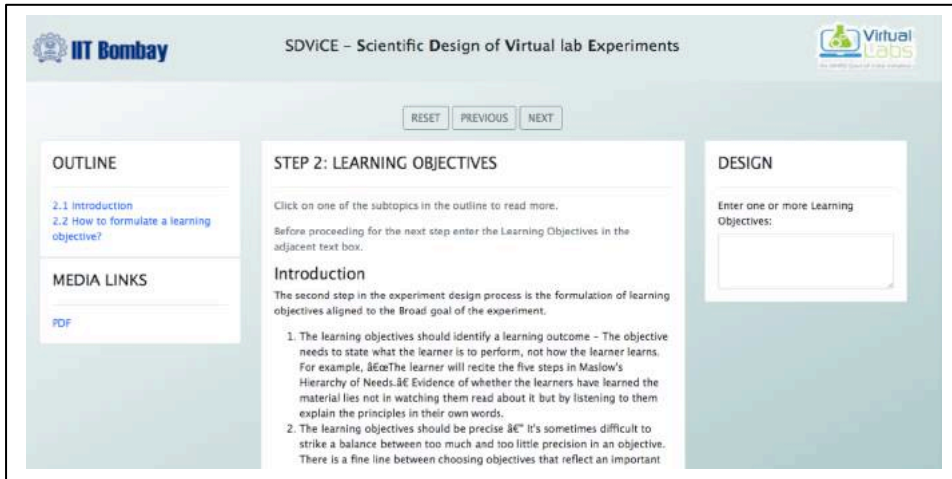 IIT Bombay
SDViCE – Scientific Design of Virtual lab Experiments
Virtual
Labs
RESET
PREVIOUS
NEXT
OUTLINE
2.1 Introduction
2.2 How to formulate a learning
objective?
MEDIA LINKS
PDF
STEP 2: LEARNING OBJECTIVES
Click on one of the subtopics in the outline to read more.
Before proceeding for the next step enter the Learning Objectives in the
adjacent text box.
Introduction
The second step in the experiment design process is the formulation of learning
objectives aligned to the Broad goal of the experiment.
1. The learning objectives should identify a learning outcome – The objective
needs to state what the learner is to perform, not how the learner learns.
For example, â€œThe learner will recite the five steps in Maslow's
Hierarchy of Needs.â€ Evidence of whether the learners have learned the
material lies not in watching them read about it but by listening to them
explain the principles in their own words.
2. The learning objectives should be precise â€" It's sometimes difficult to
strike a balance between too much and too little precision in an objective.
There is a fine line between choosing objectives that reflect an important
DESIGN
Enter one or more Learning
Objectives: